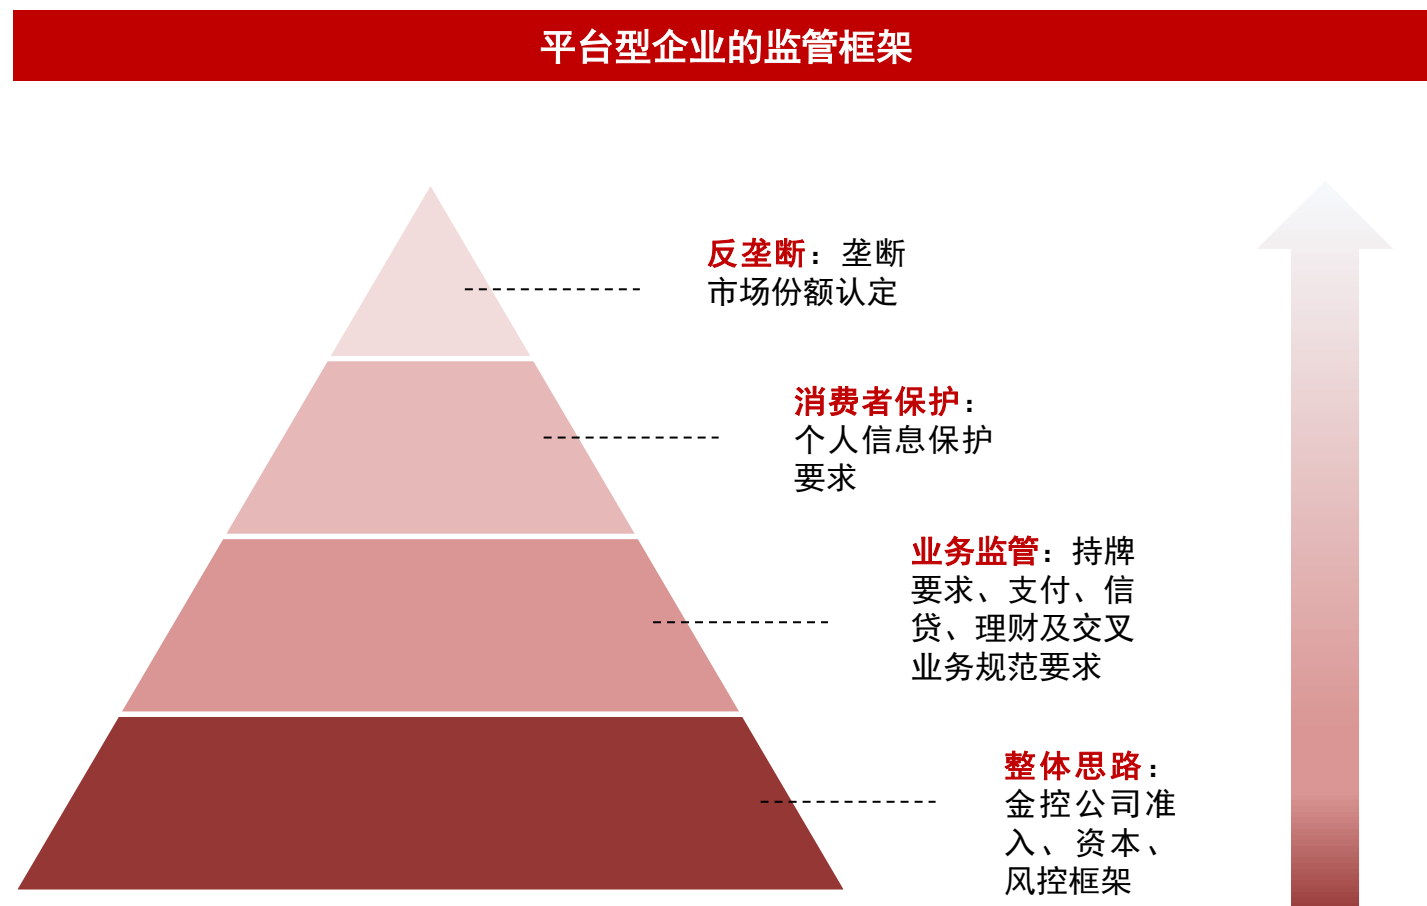 平台型企业的监管框架
反垄断：垄断
市场份额认定
消费者保护：
个人信息保护
要求
业务监管：持牌
要求、支付、信
贷、理财及交叉
业务规范要求
整体思路：
金控公司准
入、资本、
风控框架